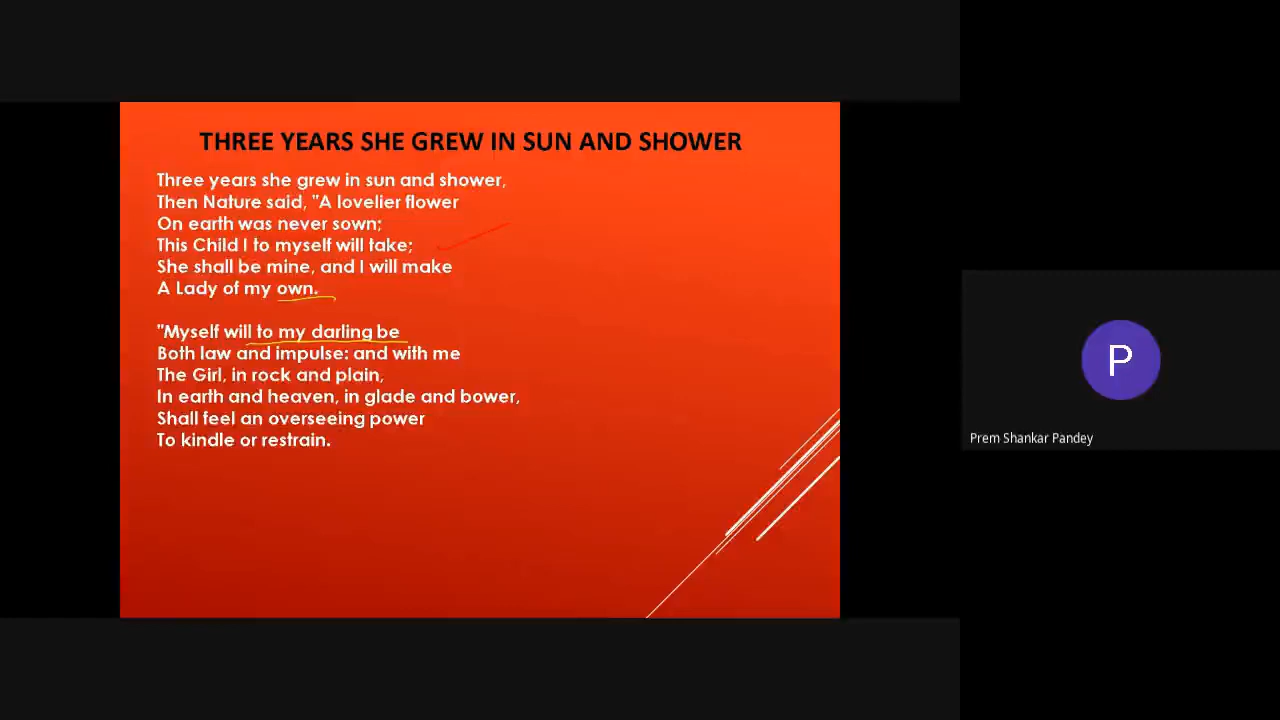 THREE YEARS SHE GREW IN SUN AND SHOWER
Three years she grew in sun and shower,
Then Nature said, "A lovelier flower
On earth was never sown;
This Child I to myself will take;
She shall be mine, and I will make
A Lady of my own.
"Myself will to my darling be
Both law and impulse: and with me
The Girl, in rock and plain,
In earth and heaven, in glade and bower,
Shall feel an overseeing power
To kindle or restrain.
P
Prem Shankar Pandey